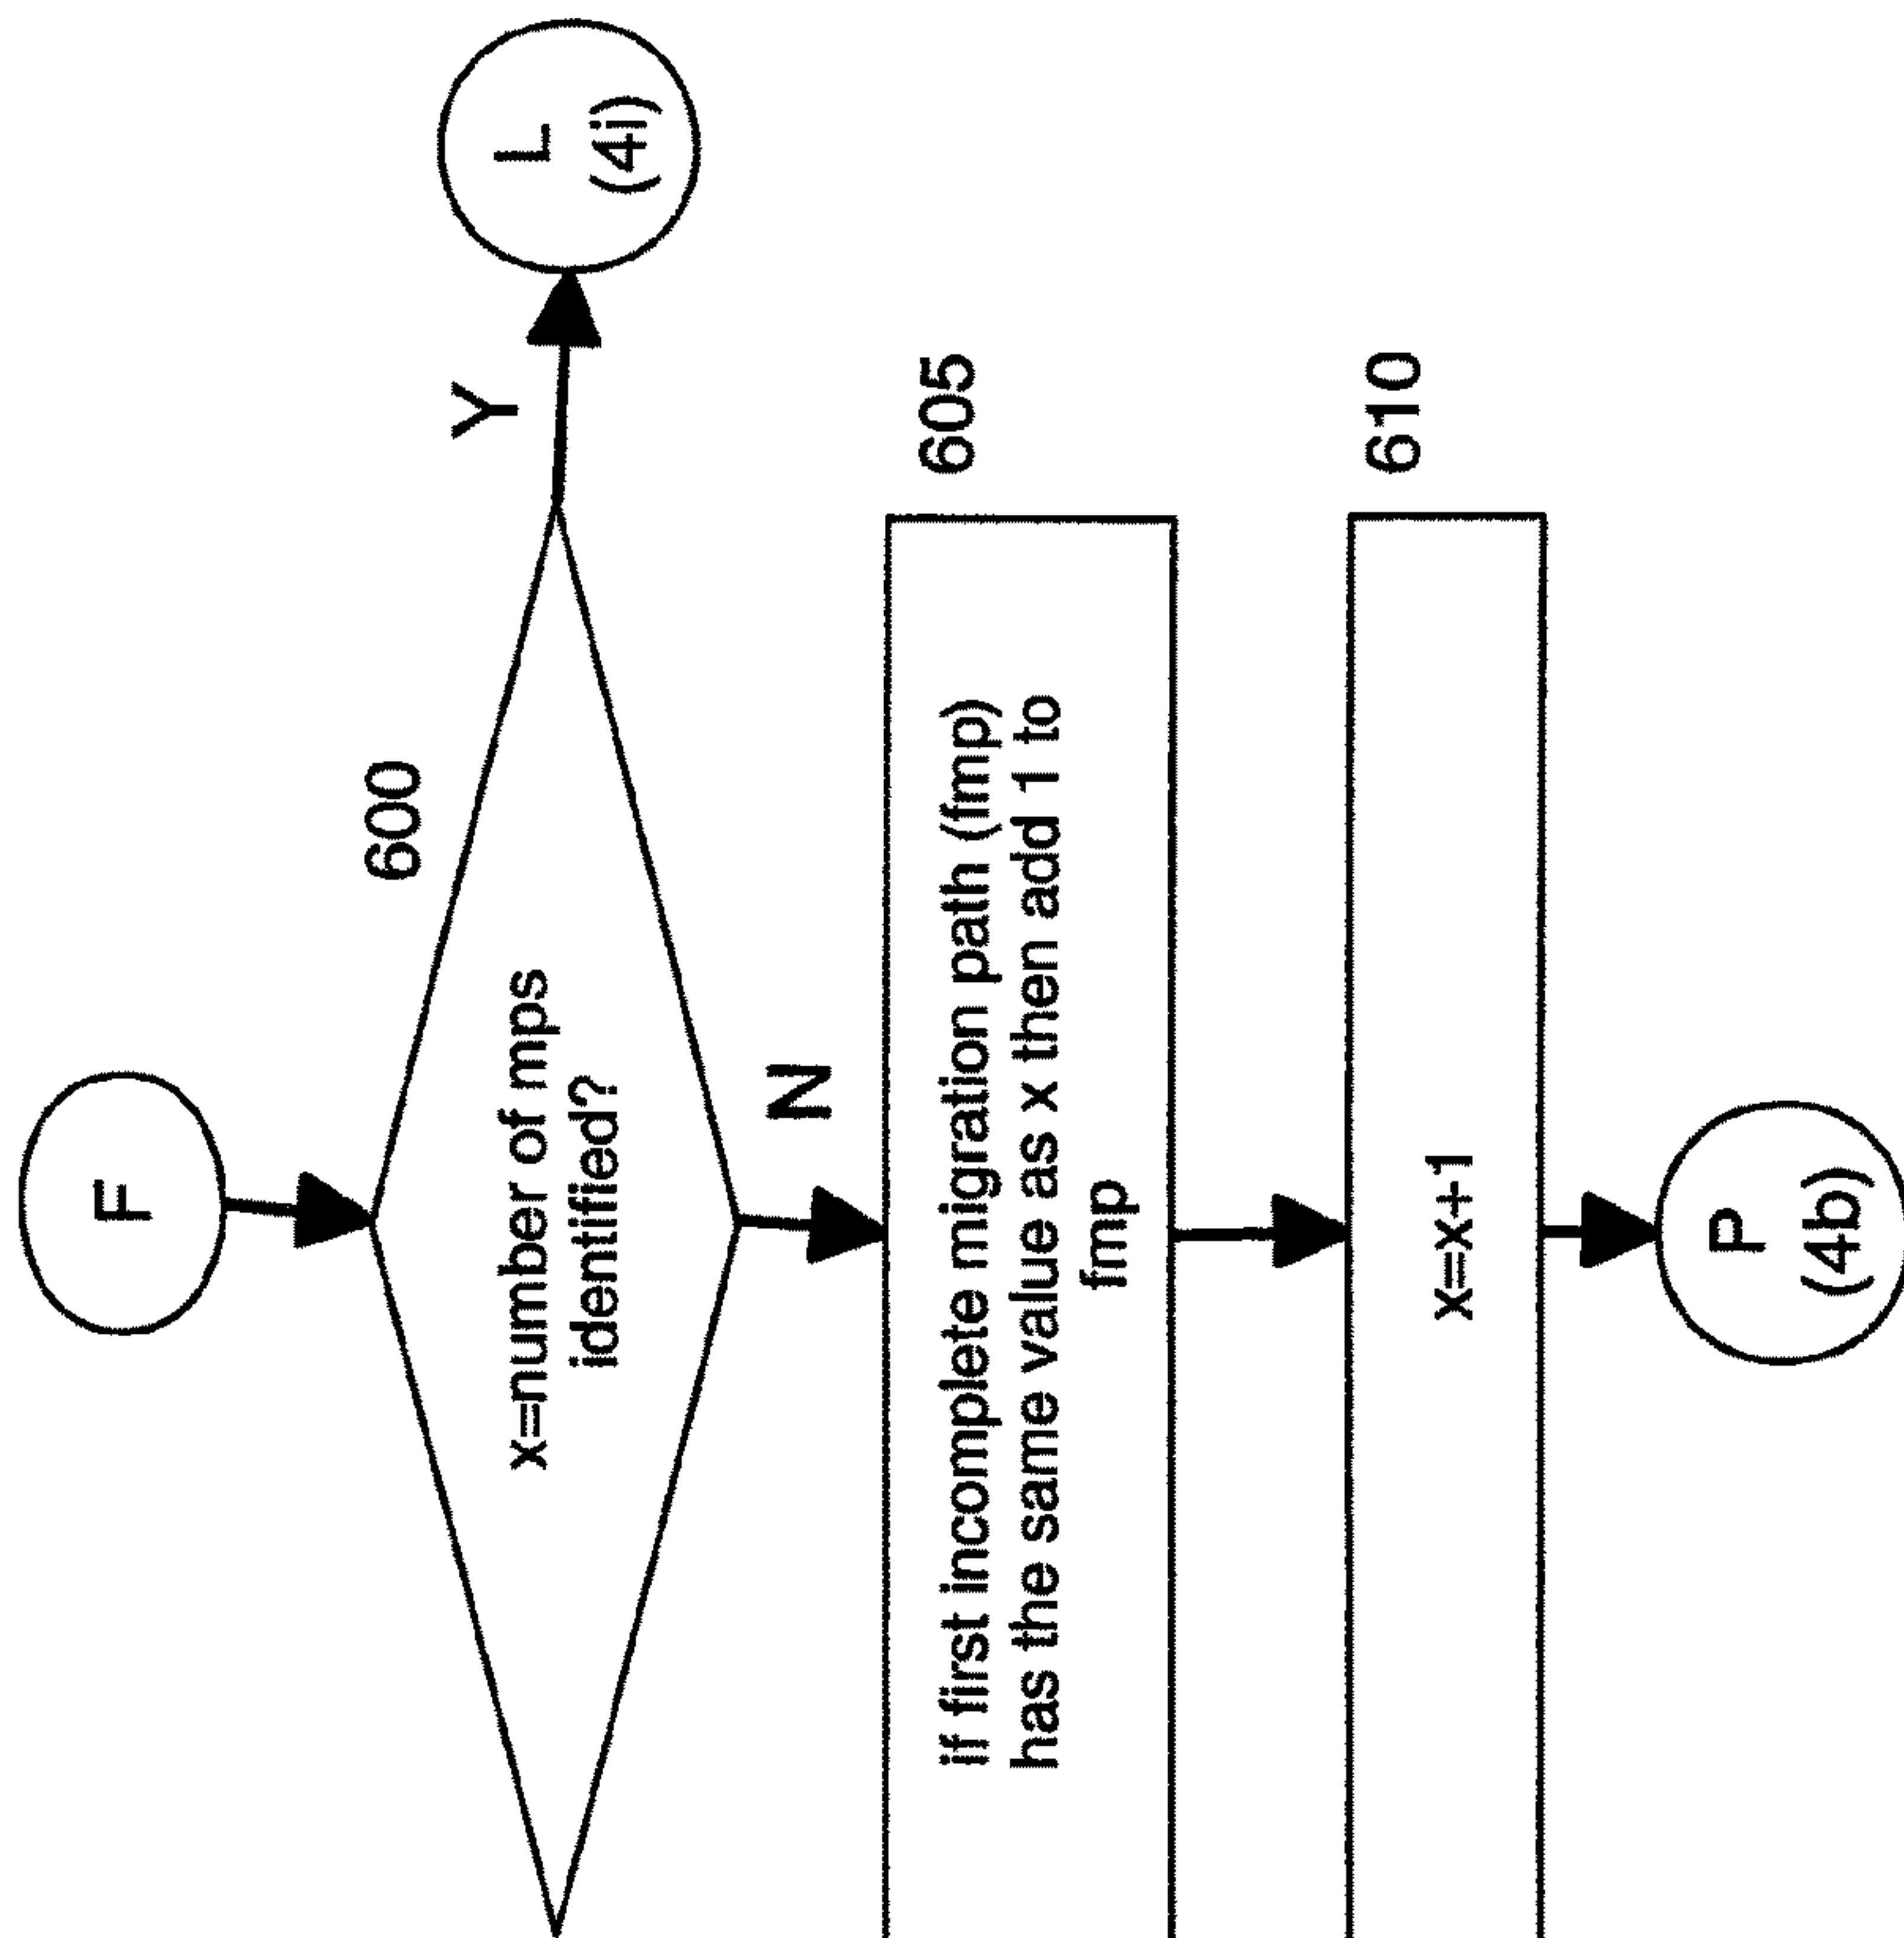 F
600
x=number of mps
identified?
Y
L
(4i)
N
605
if first incomplete migration path (fmp)
has the same value as x then add 1 to
fmp
610
x=x+1
P
(4b)